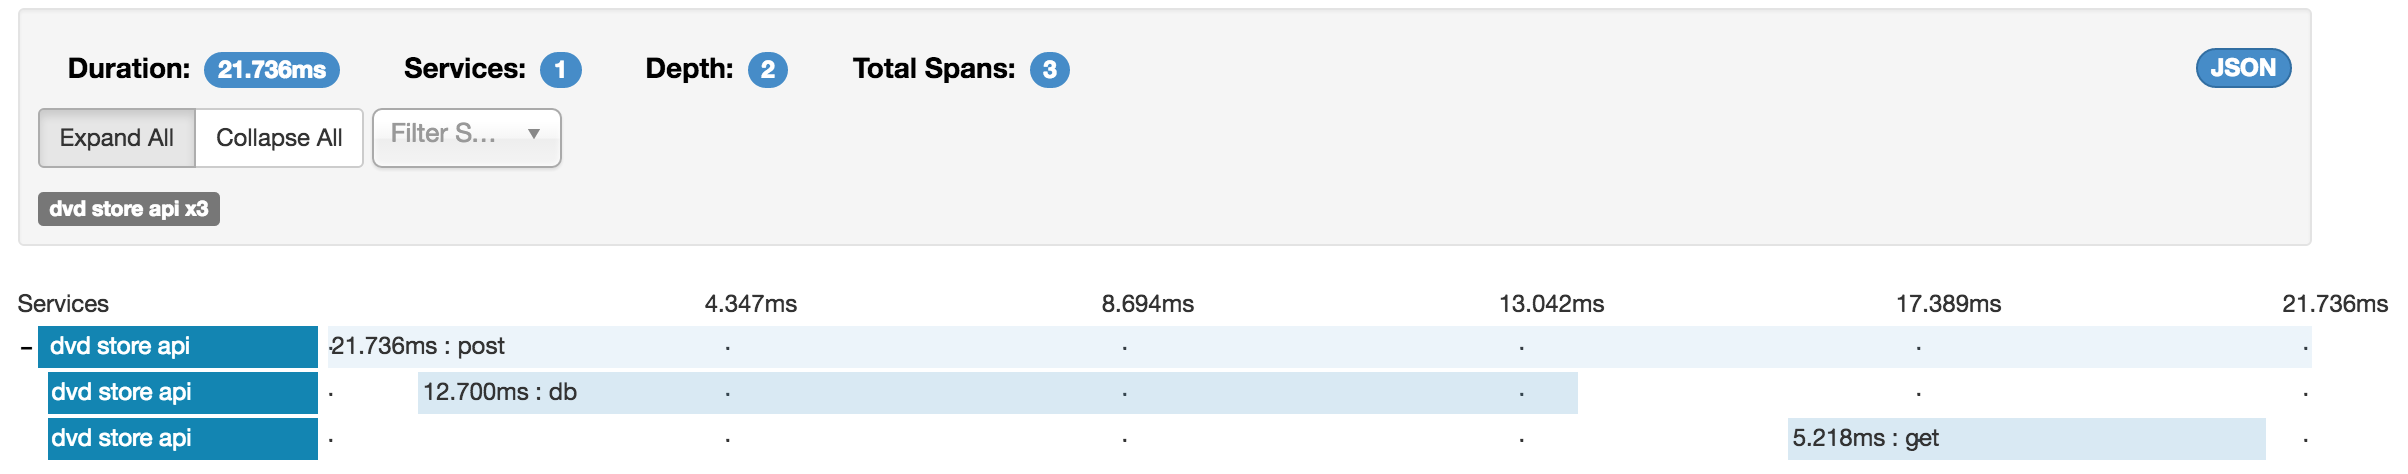 Duration: 21.736ms Services: 1 Depth: 2 Total Spans: 3 JSON
Expand All Collapse All Filter S...
dvd store api x3
Services 4.347ms 8.694ms 13.042ms 17.389ms 21.736ms
- dvd store api 21.736ms : post
dvd store api 12.700ms : db
dvd store api 5.218ms : get